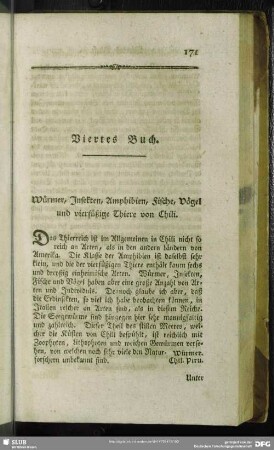 171
Viertes Buch.
Würmer, Insekten, Amphibien, Fische, Vögel
und vierfüßige Thiere von Chili.
Das Thierreich ist im Allgemeinen in Chili nicht so
reich an Arten, als in den andern Ländern von
Amerika. Die Klasse der Amphibien ist daselbst sehr
klein, und die der vierfüßigen Thiere enthält kaum sechs
und dreyßig einheimische Arten. Würmer, Insekten,
Fische und Vögel haben aber eine große Anzahl von Ar-
ten und Individuis. Dennoch glaube ich aber, daß
die Erdinsekten, so viel ich habe beobachten können, in
Italien reicher an Arten sind, als in diesem Reiche.
Die Seegewürme sind hingegen hier sehr mannigfaltig
und zahlreich. Dieser Theil des stillen Meeres, wel-
cher die Küsten von Chili bespühlt, ist reichlich mit
Zoophyten, Lithophyten und weichen Gewürmen verse-
hen, von welchen noch sehr viele den Natur-
forschern unbekannt sind.
Würmer.
Chil. Peru.
Unter
SLUB